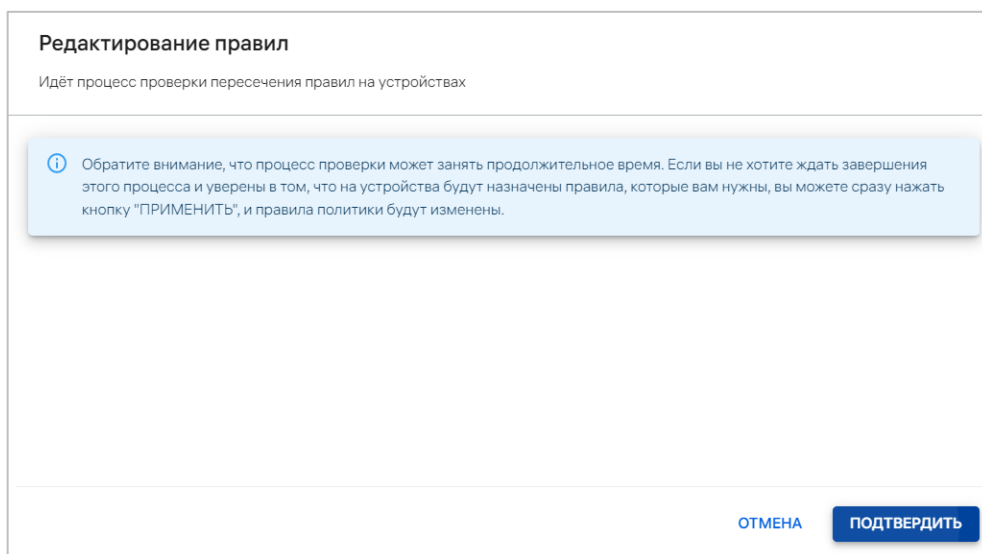 Редактирование правил
Идёт процесс проверки пересечения правил на устройствах
Обратите внимание, что процесс проверки может занять продолжительное время. Если вы не хотите ждать завершения
этого процесса и уверены в том, что на устройства будут назначены правила, которые вам нужны, вы можете сразу нажать
кнопку "ПРИМЕНИТЬ", и правила политики будут изменены.
ОТМЕНА ПОДТВЕРДИТЬ